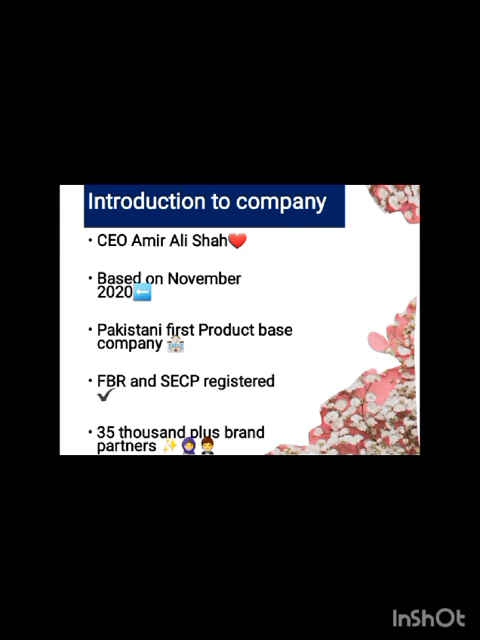 Introduction to company
• CEO Amir Ali Shah❤️
• Based on November
2020⬅️
• Pakistani first Product base
company 🏫
• FBR and SECP registered
✔️
• 35 thousand plus brand
partners ✨🧕🤵
InShOt